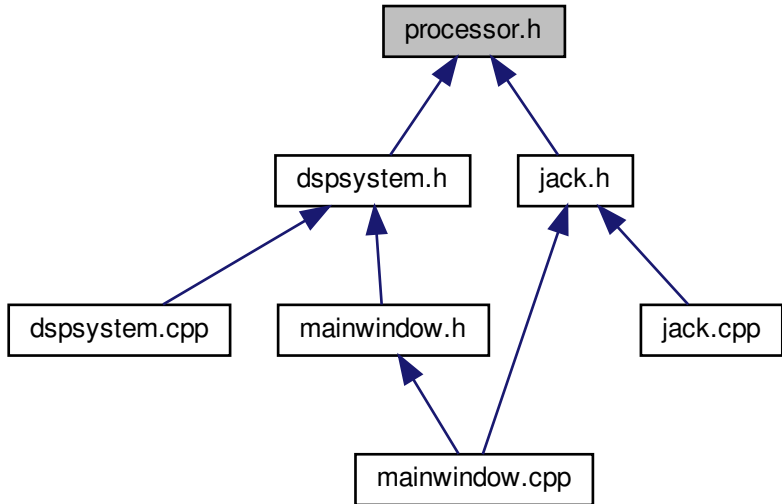 processor.h
dspsystem.h
jack.h
dspsystem.cpp
mainwindow.h
jack.cpp
mainwindow.cpp